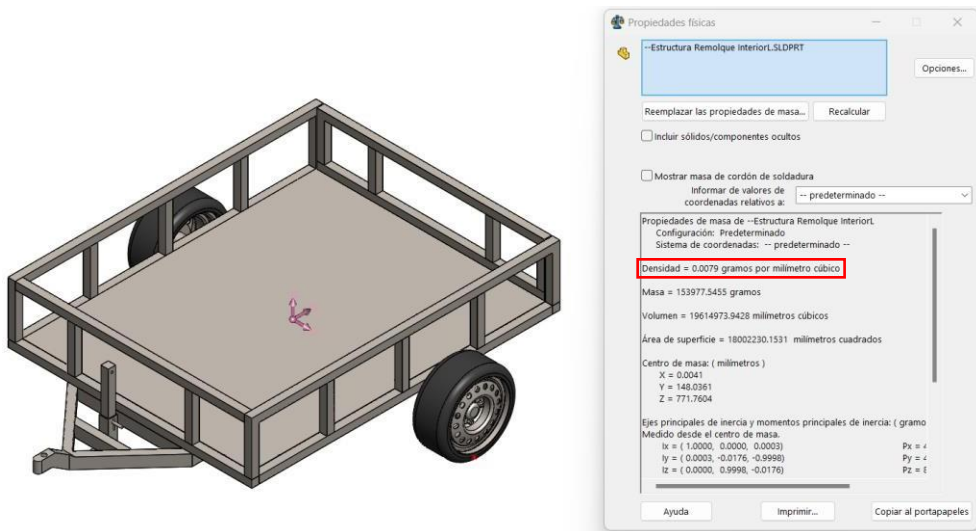 Propiedades físicas
--Estructura Remolque InteriorL.SLDPRT
Opciones...
Reemplazar las propiedades de masa...
Recalcular
Incluir sólidos/componentes ocultos
Mostrar masa de cordón de soldadura
Informar de valores de
coordenadas relativos a:
-- predeterminado --
Propiedades de masa de --Estructura Remolque InteriorL
Configuración: Predeterminado
Sistema de coordenadas: -- predeterminado --
Densidad = 0.0079 gramos por milímetro cúbico
Masa = 153977.5455 gramos
Volumen = 19614973.9428 milímetros cúbicos
Área de superficie = 18002230.1531 milímetros cuadrados
Centro de masa: ( milímetros )
X = 0.0041
Y = 148.0361
Z = 771.7604
Ejes principales de inercia y momentos principales de inercia: ( gramo
Medido desde el centro de masa.
Ix = ( 1.0000, 0.0000, 0.0003) Px =
Iy = ( 0.0003, -0.0176, -0.9998) Py =
Iz = ( 0.0000, 0.9998, -0.0176) Pz =
Ayuda
Imprimir...
Copiar al portapapeles